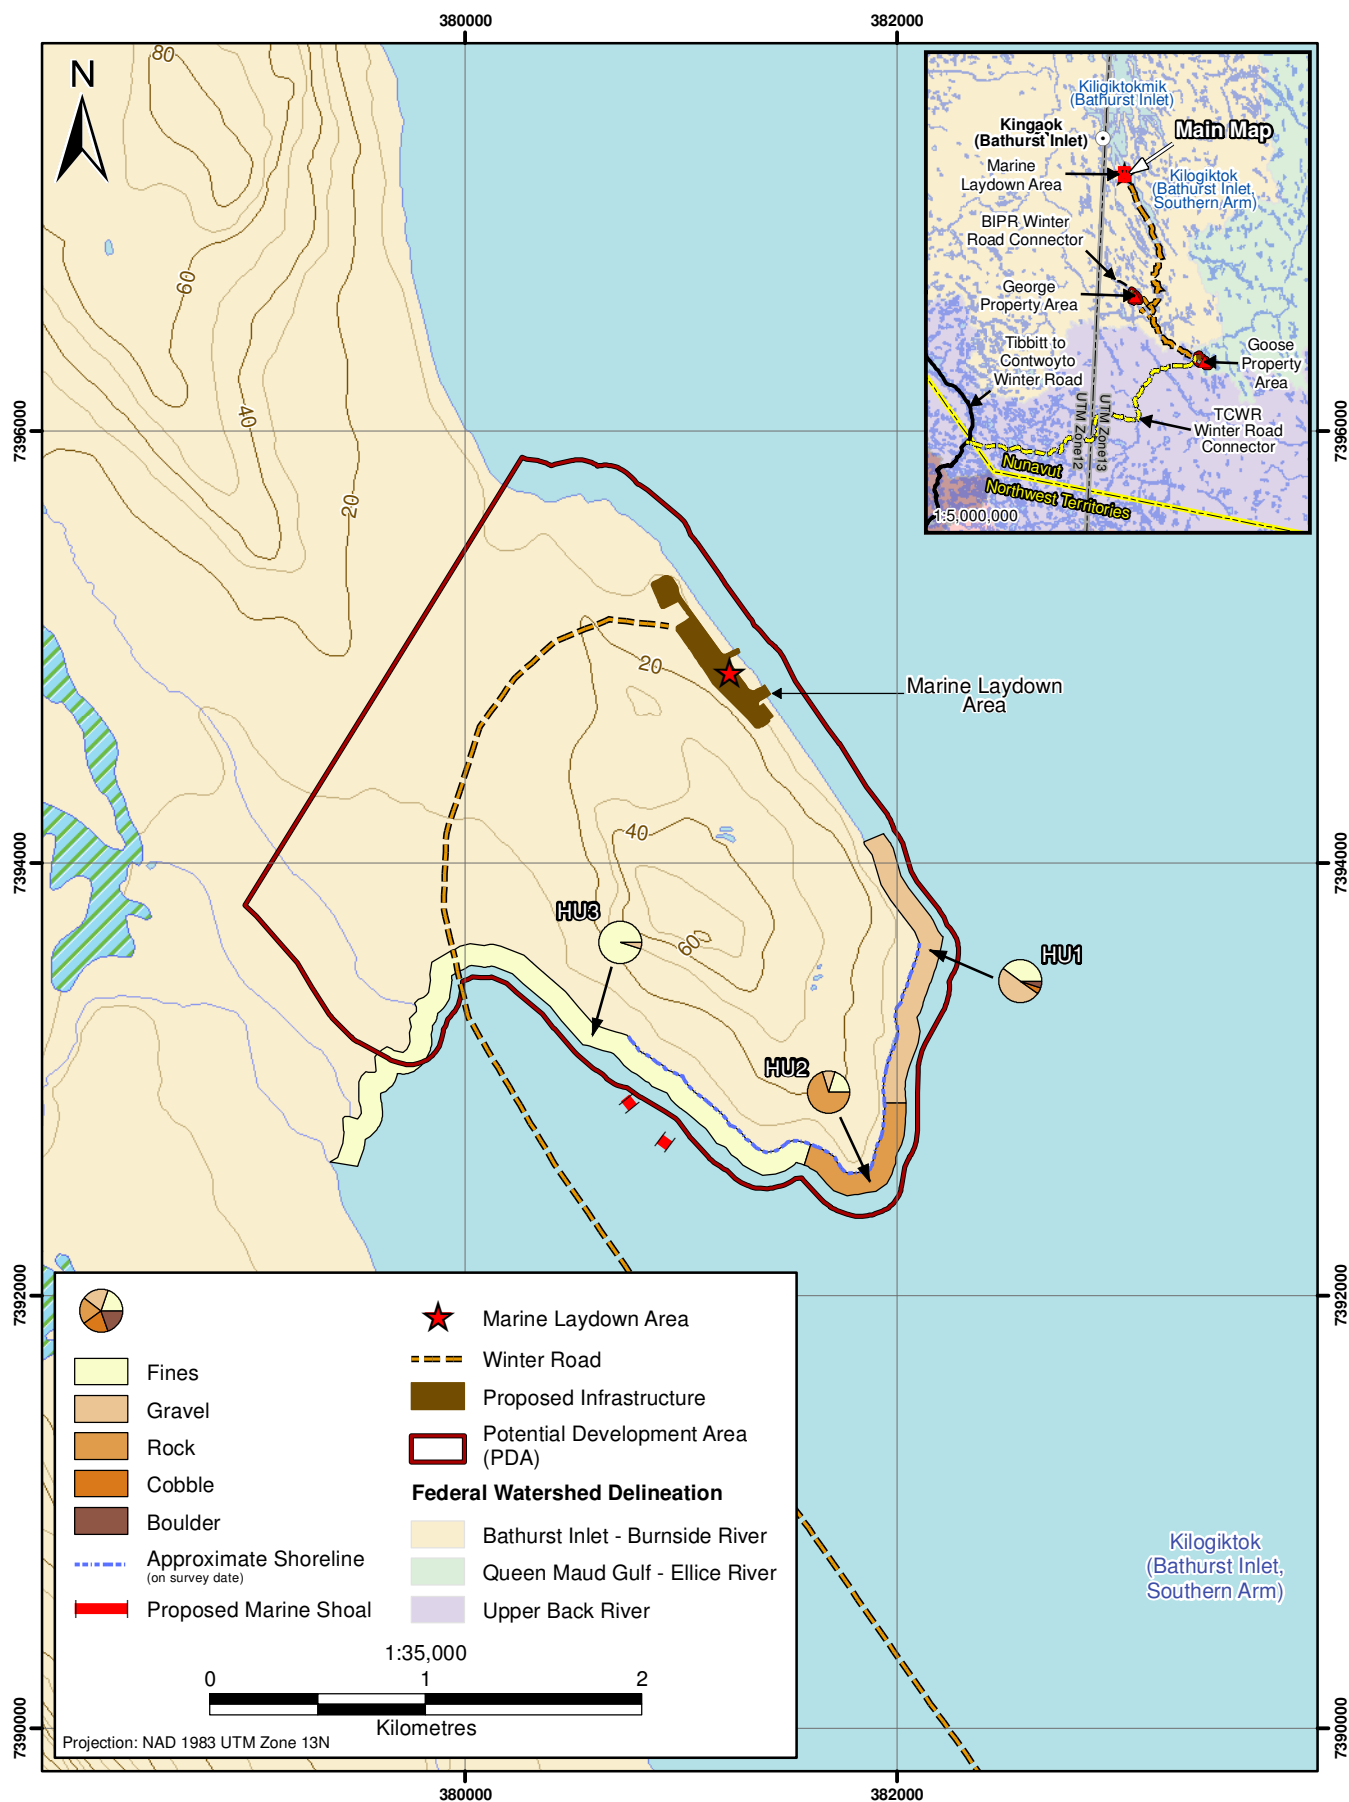 380000
382000
80
N
60
40
20
7396000
7396000
Kiligiktokmik
(Bathurst Inlet)
Kingaok
(Bathurst Inlet)
Main Map
Marine
Laydown Area
Kilogiktok
(Bathurst Inlet,
Southern Arm)
BIPR Winter
Road Connector
George
Property Area
Tibbitt to
Contwoyto
Winter Road
Goose
Property
Area
UTM Zone12
UTM Zone13
TCWR
Winter Road
Connector
Nunavut
Northwest Territories
1:5,000,000
20
Marine Laydown
Area
40
7394000
7394000
HU3
60
HU1
HU2
7392000
7392000
Fines
Gravel
Rock
Cobble
Boulder
Approximate Shoreline
(on survey date)
Proposed Marine Shoal
Marine Laydown Area
Winter Road
Proposed Infrastructure
Potential Development Area
(PDA)
Federal Watershed Delineation
Bathurst Inlet - Burnside River
Queen Maud Gulf - Ellice River
Upper Back River
1:35,000
0 1 2
Kilometres
Projection: NAD 1983 UTM Zone 13N
Kilogiktok
(Bathurst Inlet,
Southern Arm)
7390000
7390000
380000
382000